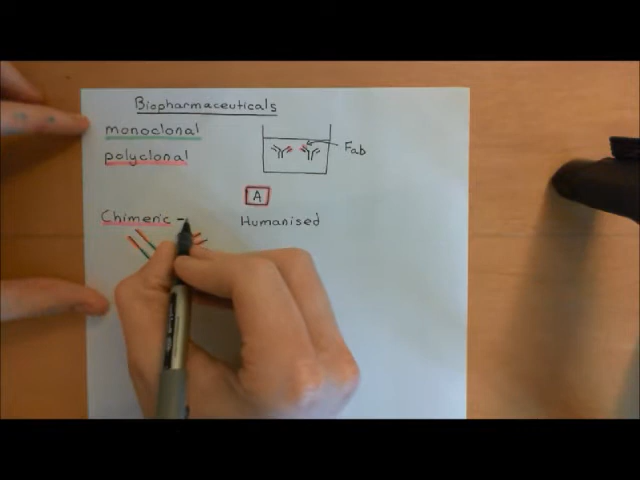 Biopharmaceuticals
monoclonal
polyclonal
Fab
A
Chimeric - Humanised